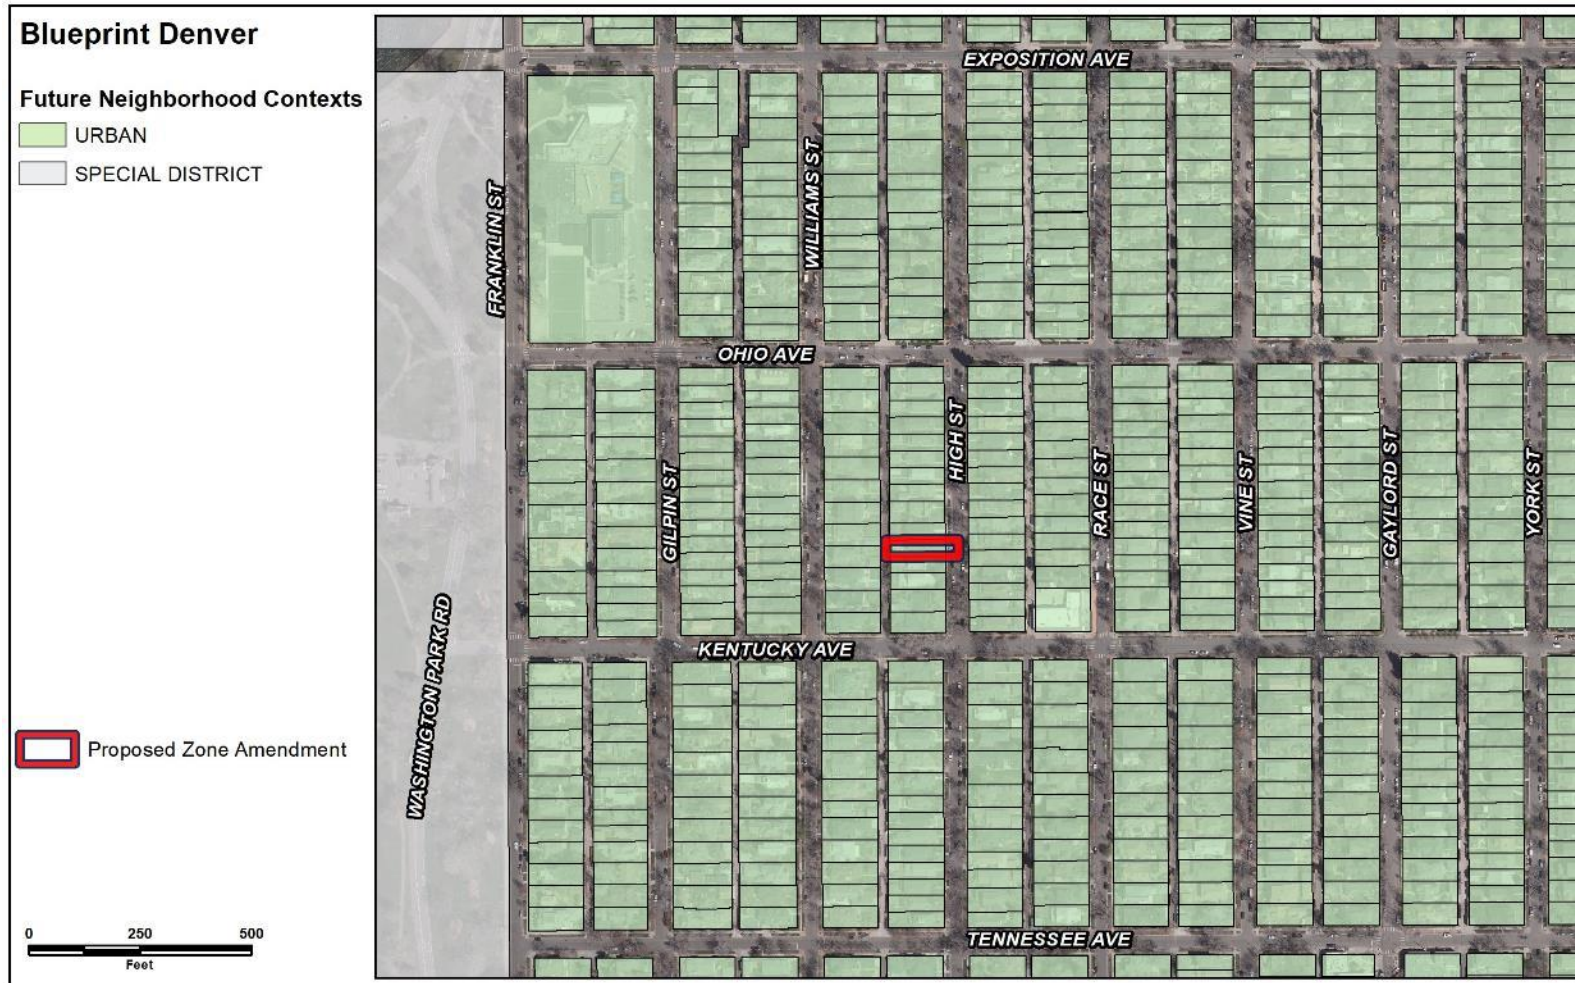 Blueprint Denver
Future Neighborhood Contexts
URBAN
SPECIAL DISTRICT
Proposed Zone Amendment
0 250 500
Feet
EXPOSITION AVE
FRANKLIN ST
WILLIAMS ST
OHIO AVE
GILPIN ST
HIGH ST
RACE ST
VINE ST
GAYLORD ST
YORK ST
WASHINGTON PARK RD
KENTUCKY AVE
TENNESSEE AVE